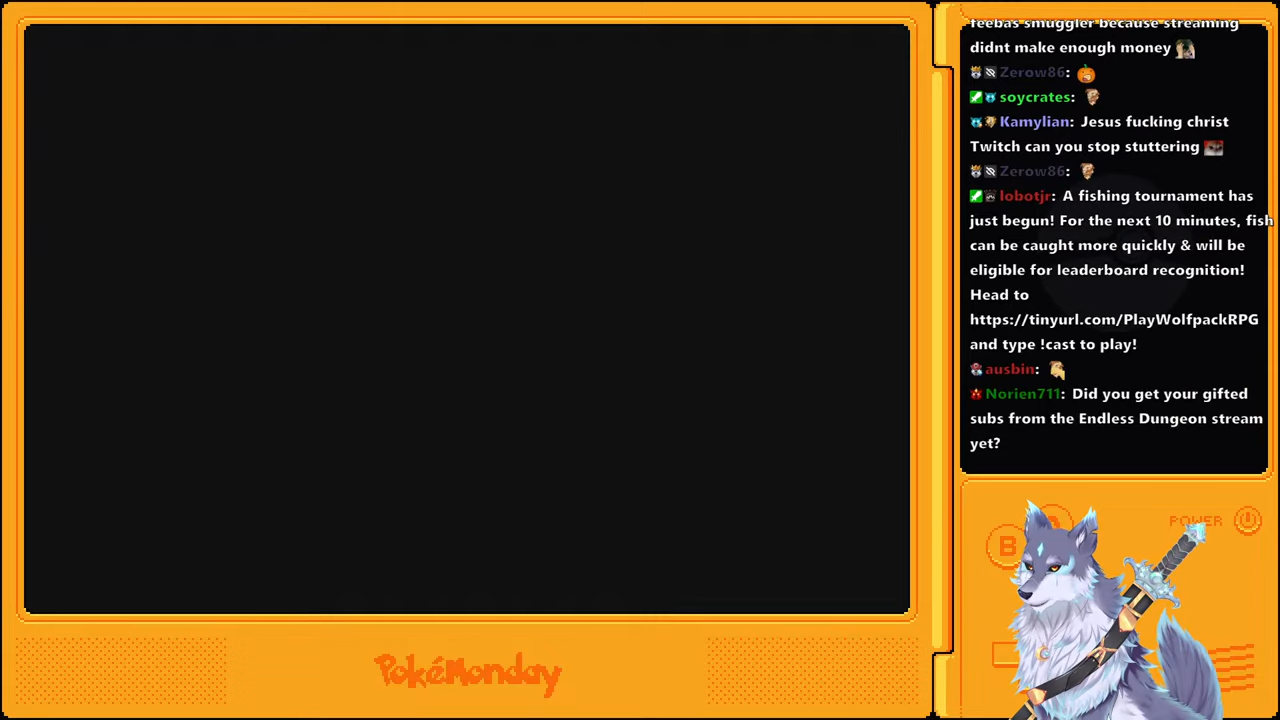 feebas smuggler because streaming
didnt make enough money
Zerow86:
soycrates:
Kamylian: Jesus fucking christ
Twitch can you stop stuttering
Zerow86:
lobotjr: A fishing tournament has
just begun! For the next 10 minutes, fish
can be caught more quickly & will be
eligible for leaderboard recognition!
Head to
https://tinyurl.com/PlayWolfpackRPG
and type !cast to play!
ausbin:
Norien711: Did you get your gifted
subs from the Endless Dungeon stream
yet?
POWER
B
PokéMonday